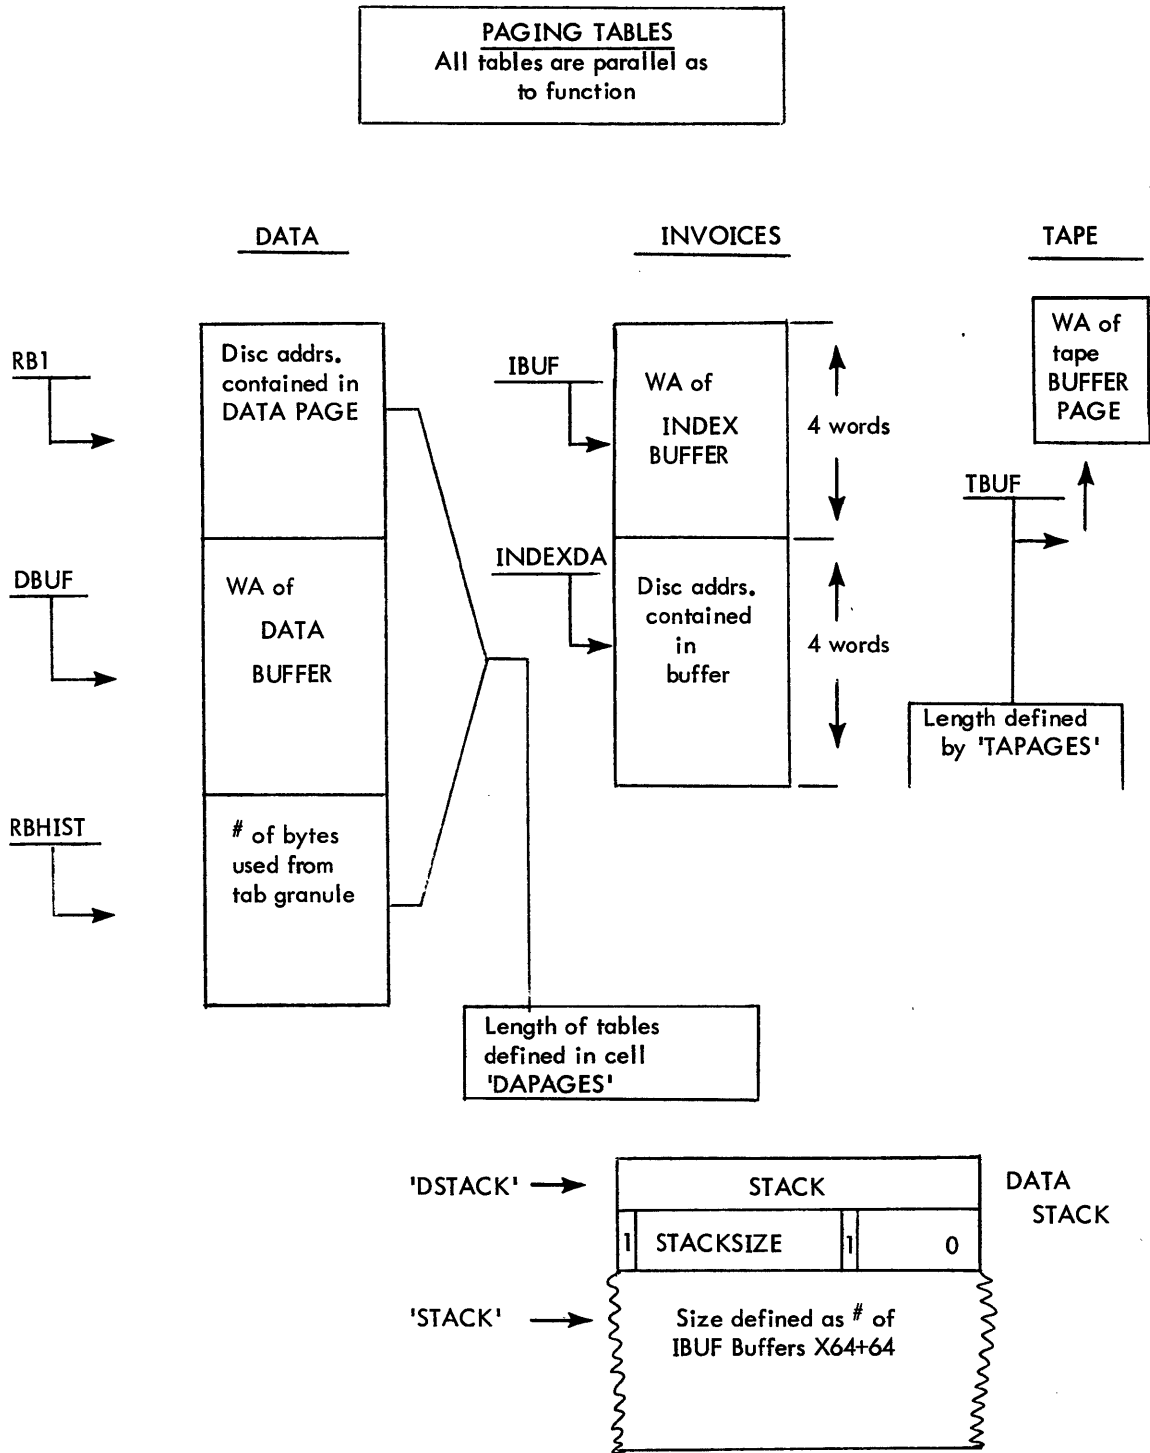 PAGING TABLES
All tables are parallel as
to function
DATA
INVOICES
TAPE
RB1
Disc addrs.
contained in
DATA PAGE
DBUF
WA of
DATA
BUFFER
RBHIST
# of bytes
used from
tab granule
Length of tables
defined in cell
'DAPAGES'
IBUF
WA of
INDEX
BUFFER
4 words
INDEXDA
Disc addrs.
contained
in
buffer
4 words
WA of
tape
BUFFER
PAGE
TBUF
Length defined
by 'TAPAGES'
'DSTACK'
STACK
DATA
STACK
1 STACKSIZE 1 0
'STACK'
Size defined as # of
IBUF Buffers X64+64